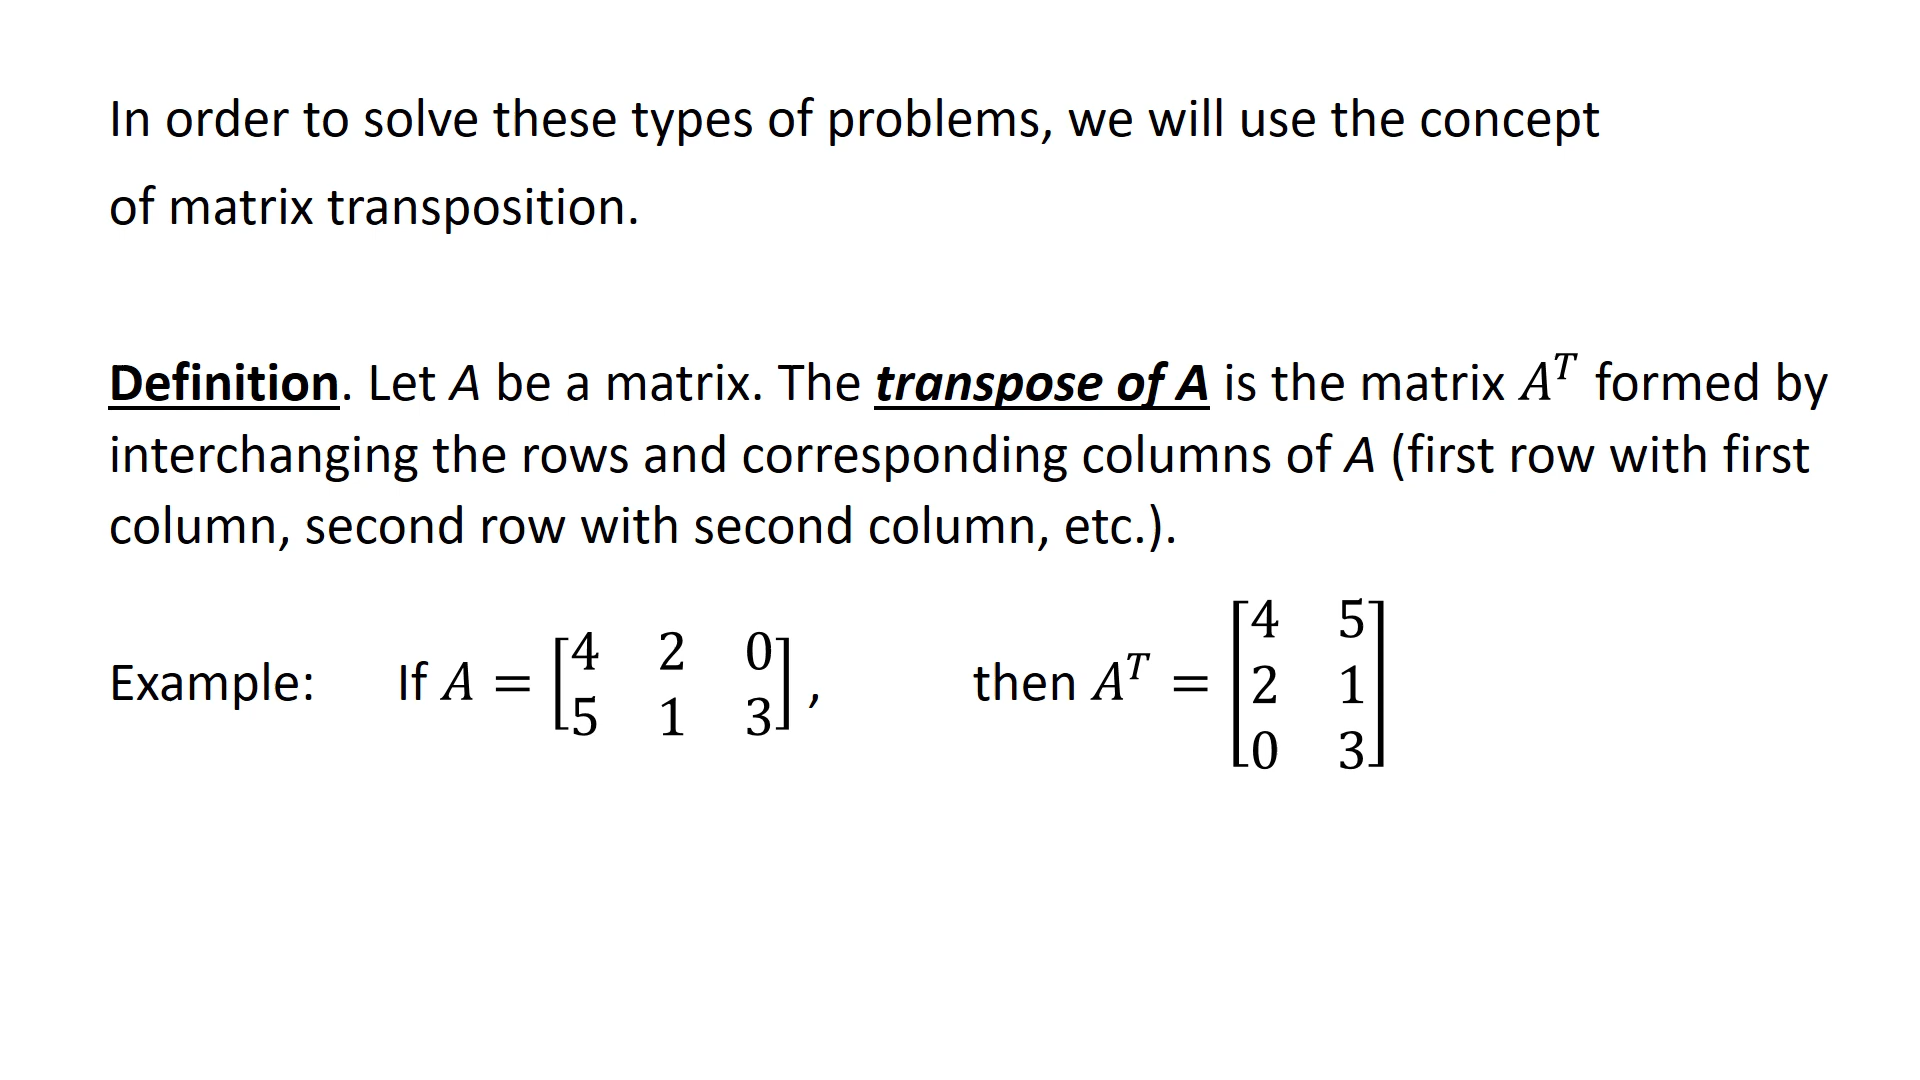 In order to solve these types of problems, we will use the concept
of matrix transposition.
Definition. Let A be a matrix. The transpose of A is the matrix Aᵀ formed by
interchanging the rows and corresponding columns of A (first row with first
column, second row with second column, etc.).
Example: If A = [4 2 0; 5 1 3], then Aᵀ = [4 5; 2 1; 0 3]